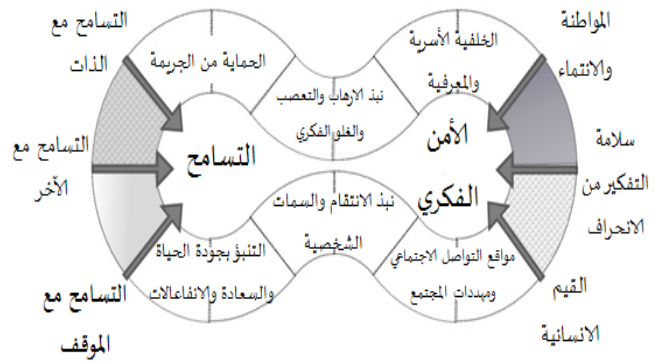 المواطنة
والانتماء
سلامة
التفكير من
الانحراف
القيم
الانسانية
الخلفية الأسرية
والمعرفية
نبذ الارهاب والتعصب
والغلو الفكري
الحماية من الجريمة
الأمن
الفكري
التسامح
نبذ الانتقام والسمات
الشخصية
مواقع التواصل الاجتماعي
ومهددات المجتمع
التنبؤ بجودة الحياة
والسعادة والانفاعالات
التسامح مع
الذات
التسامح مع
الآخر
التسامح مع
الموقف